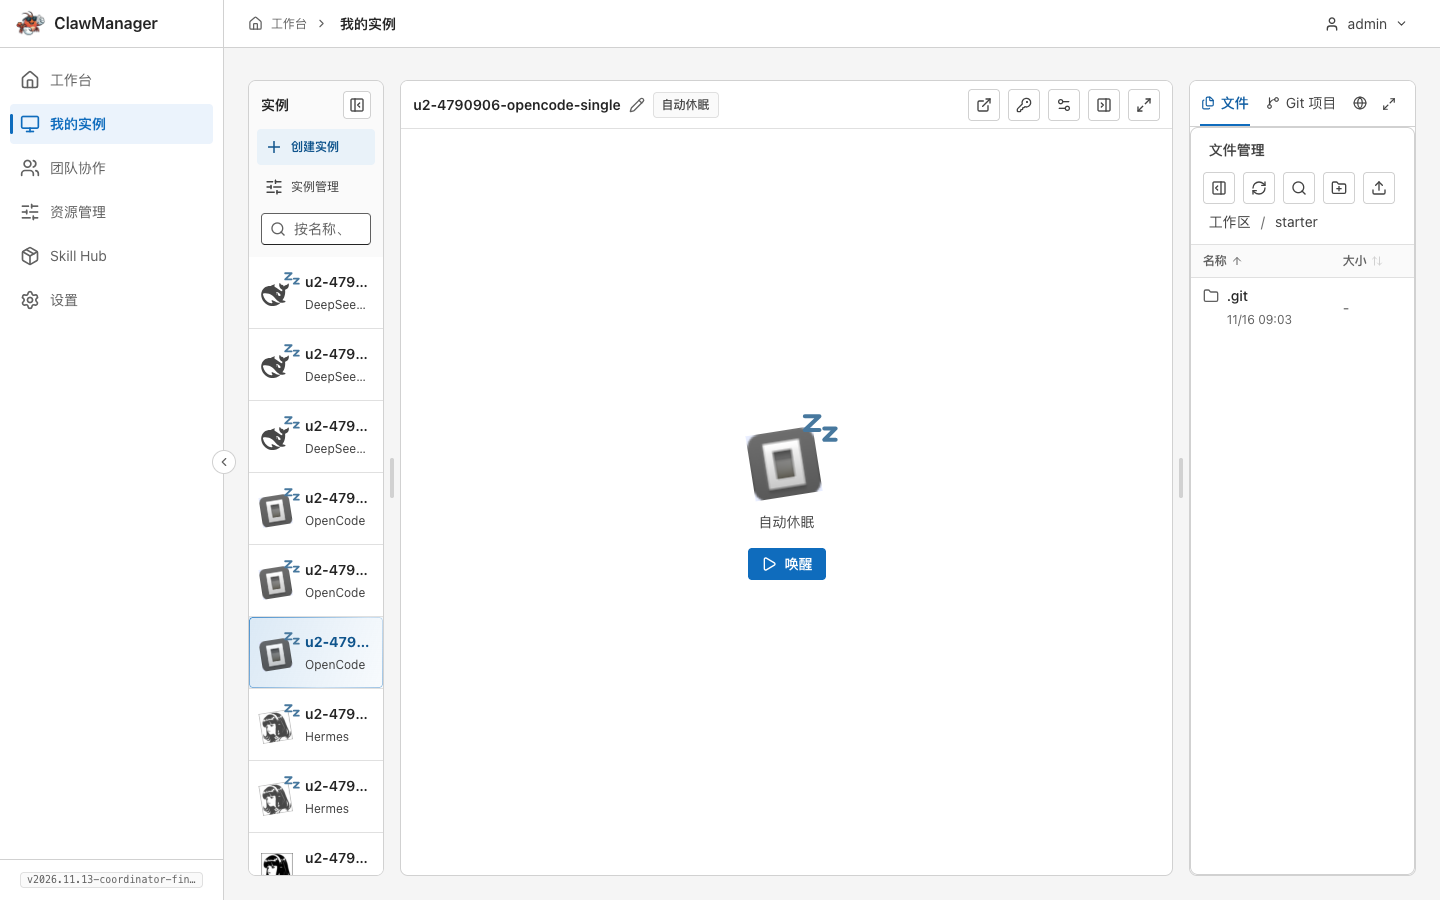 ClawManager
工作台
我的实例
admin
工作台
我的实例
团队协作
资源管理
Skill Hub
设置
v2026.11.13-coordinator-fin…
实例
创建实例
实例管理
按名称、
u2-479...
DeepSee...
u2-479...
DeepSee...
u2-479...
DeepSee...
u2-479...
OpenCode
u2-479...
OpenCode
u2-479...
OpenCode
u2-479...
Hermes
u2-479...
Hermes
u2-479...
u2-4790906-opencode-single
自动休眠
自动休眠
唤醒
文件
Git 项目
文件管理
工作区 / starter
名称
大小
.git
-
11/16 09:03